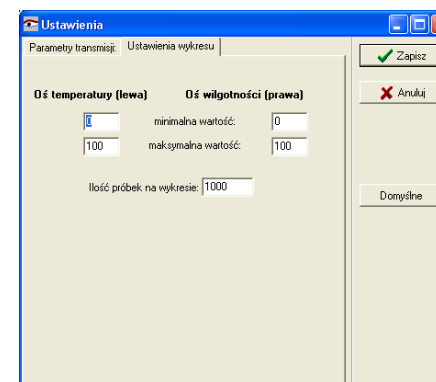 Ustawienia
Parametry transmisji: Ustawienia wykresu
Zapisz
Oś temperatury (lewa) Oś wilgotności (prawa)
Anuluj
0 minimalna wartość: 0
100 maksymalna wartość: 100
Ilość próbek na wykresie: 1000
Domyślne